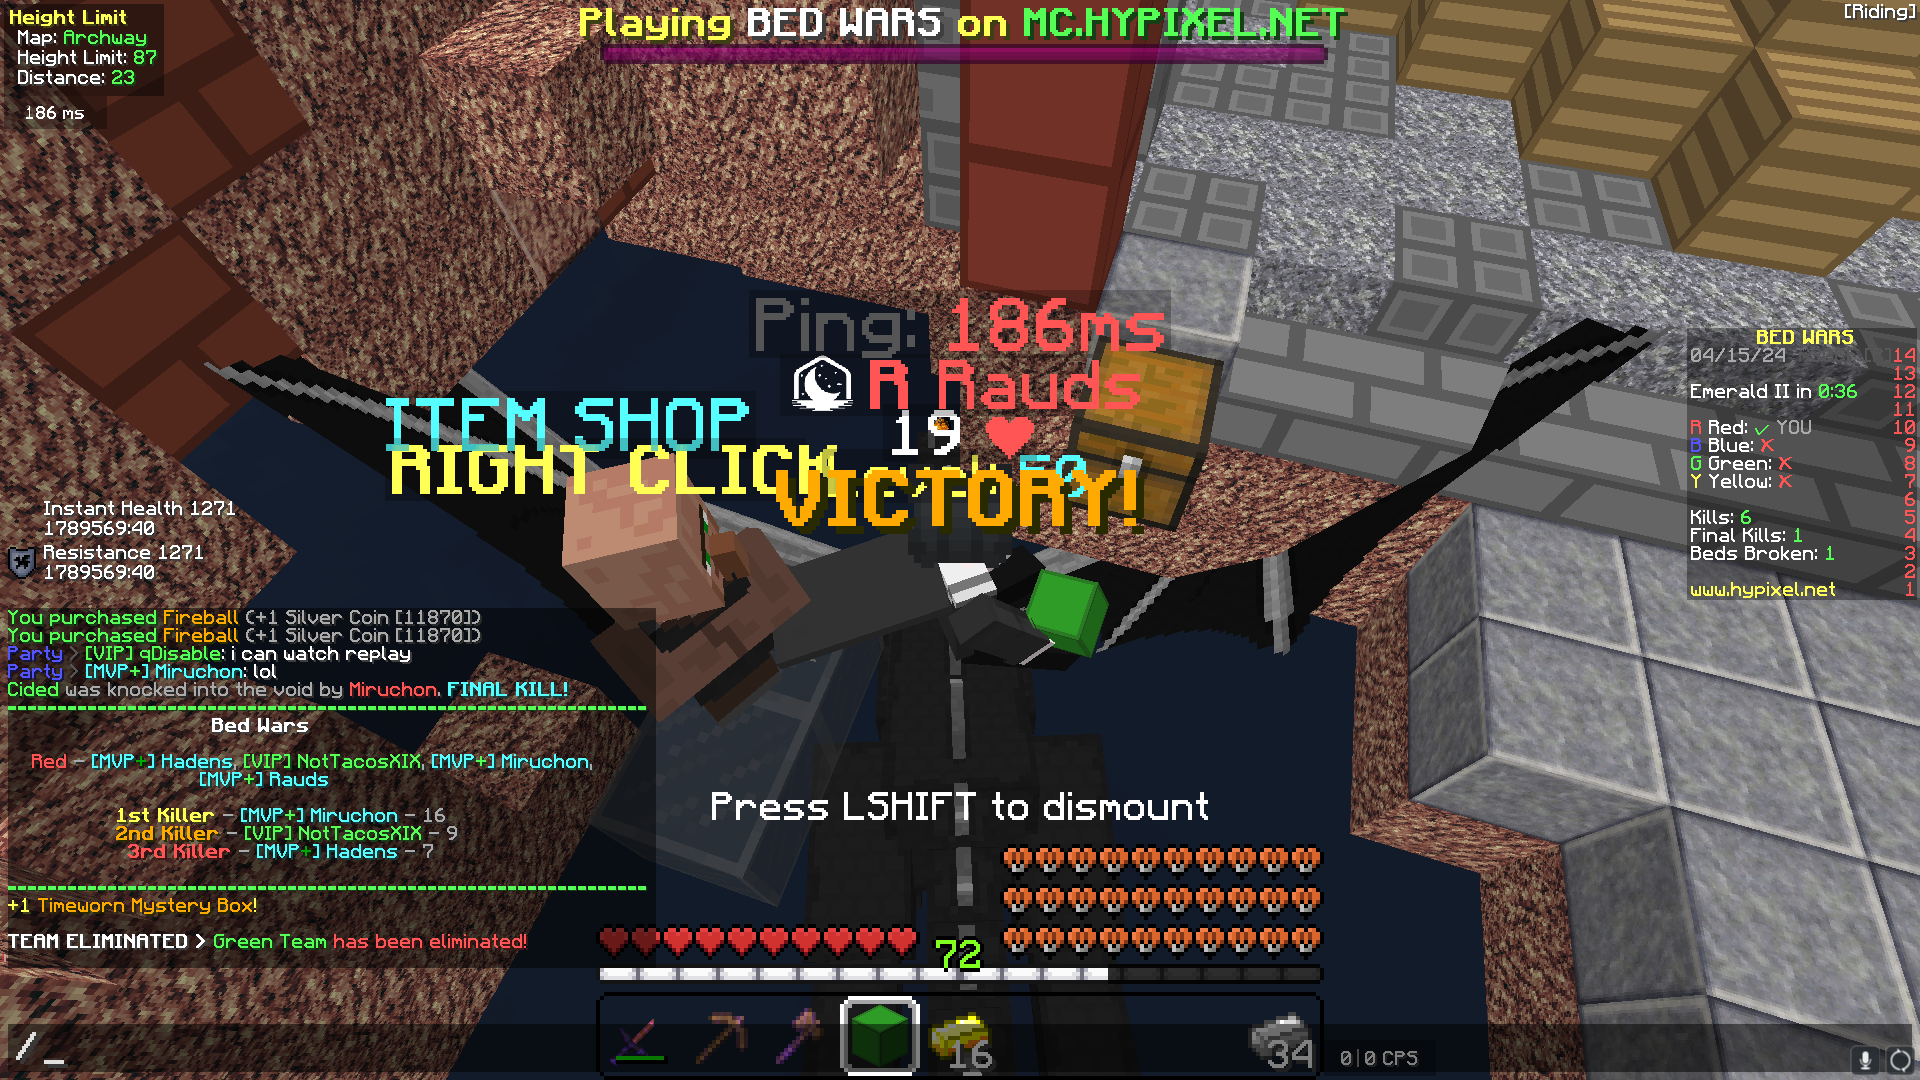 Playing BED WARS on MC.HYPIXEL.NET
[Riding]
Height Limit
Map: Archway
Height Limit: 87
Distance: 23
186 ms
Ping: 186ms
R Rauds
19
ITEM SHOP
RIGHT CLICK
VICTORY!
BED WARS
04/15/24 14
13
Emerald II in 0:36 12
11
R Red: ✓ YOU 10
B Blue: ✗ 9
G Green: ✗ 8
Y Yellow: ✗ 7
6
Kills: 6 5
Final Kills: 1 4
Beds Broken: 1 3
2
www.hypixel.net 1
Instant Health 1271
1789569:40
Resistance 1271
1789569:40
You purchased Fireball (+1 Silver Coin [11870])
You purchased Fireball (+1 Silver Coin [11870])
Party > [VIP] qDisable: i can watch replay
Party > [MVP+] Miruchon: lol
Cided was knocked into the void by Miruchon. FINAL KILL!
Bed Wars
Red - [MVP+] Hadens, [VIP] NotTacosXIX, [MVP+] Miruchon,
[MVP+] Rauds
1st Killer - [MVP+] Miruchon - 16
2nd Killer - [VIP] NotTacosXIX - 9
3rd Killer - [MVP+] Hadens - 7
+1 Timeworn Mystery Box!
TEAM ELIMINATED > Green Team has been eliminated!
Press LSHIFT to dismount
72
16
34
0|0 CPS
/_